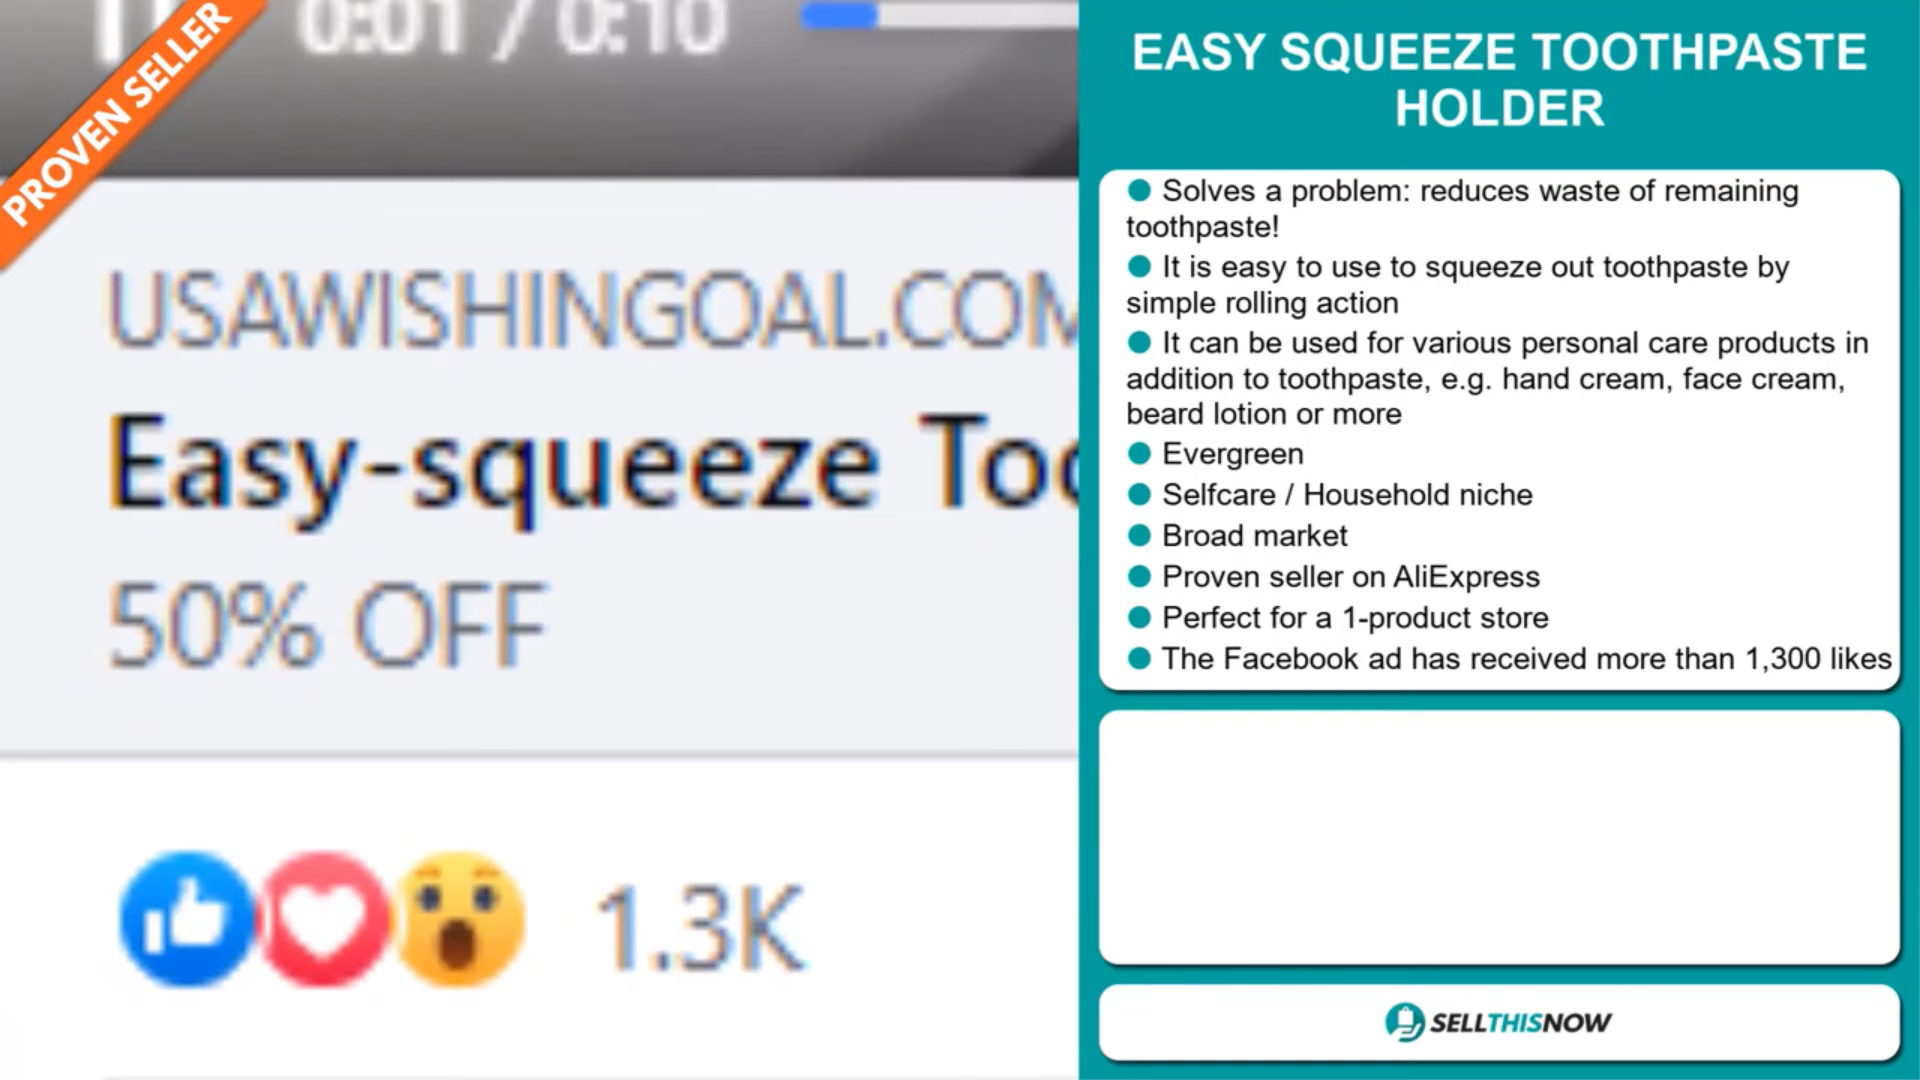 0:01 / 0:10
PROVEN SELLER
USAWISHINGOAL.COM
Easy-squeeze
50% OFF
1.3K
EASY SQUEEZE TOOTHPASTE
HOLDER
Solves a problem: reduces waste of remaining
toothpaste!
It is easy to use to squeeze out toothpaste by
simple rolling action
It can be used for various personal care products in
addition to toothpaste, e.g. hand cream, face cream,
beard lotion or more
Evergreen
Selfcare / Household niche
Broad market
Proven seller on AliExpress
Perfect for a 1-product store
The Facebook ad has received more than 1,300 likes
SELLTHISNOW